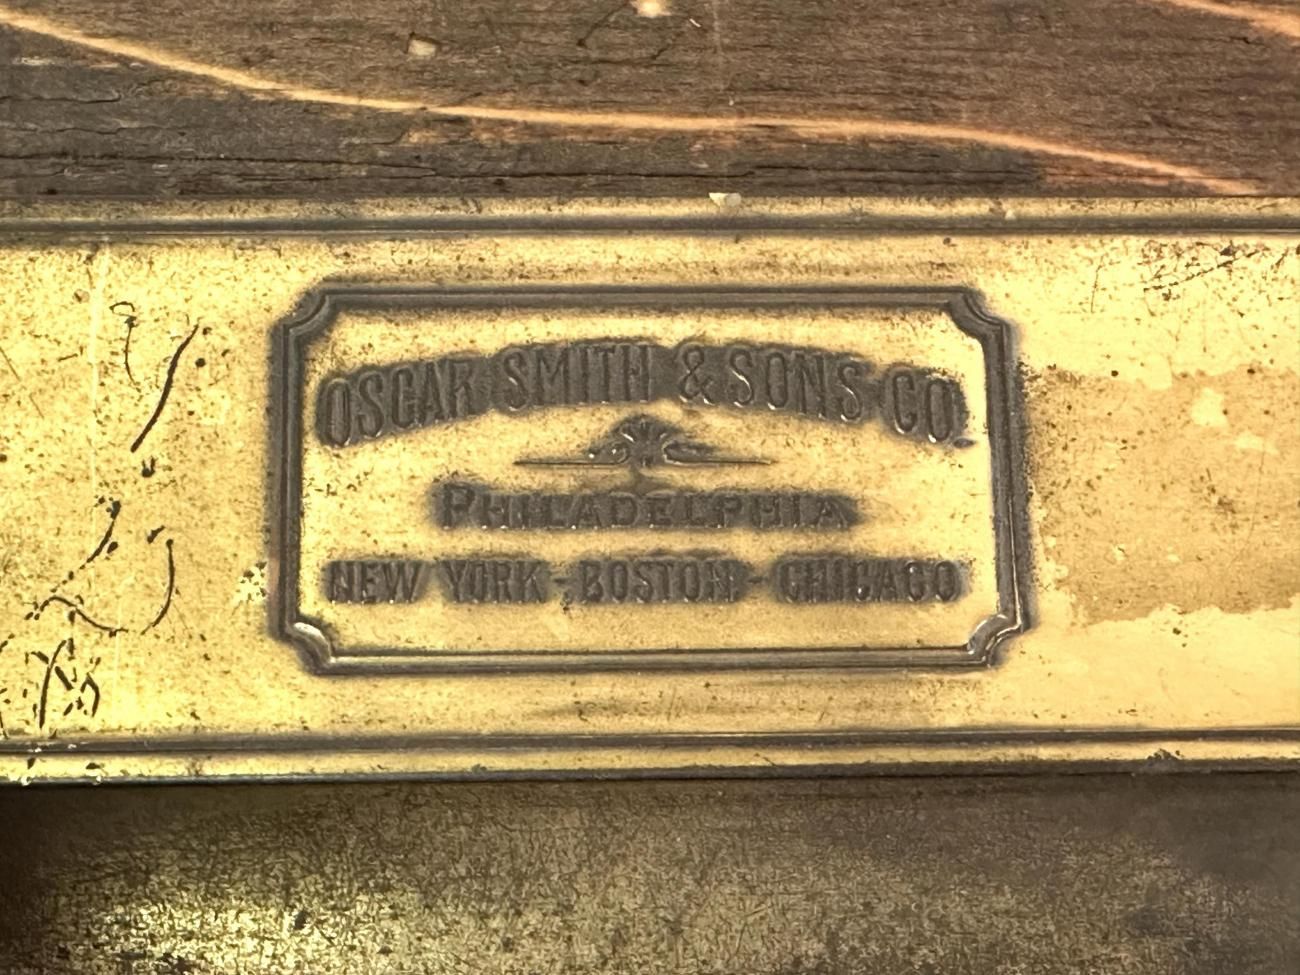 OSCAR SMITH & SONS CO.
PHILADELPHIA
NEW YORK - BOSTON - CHICAGO